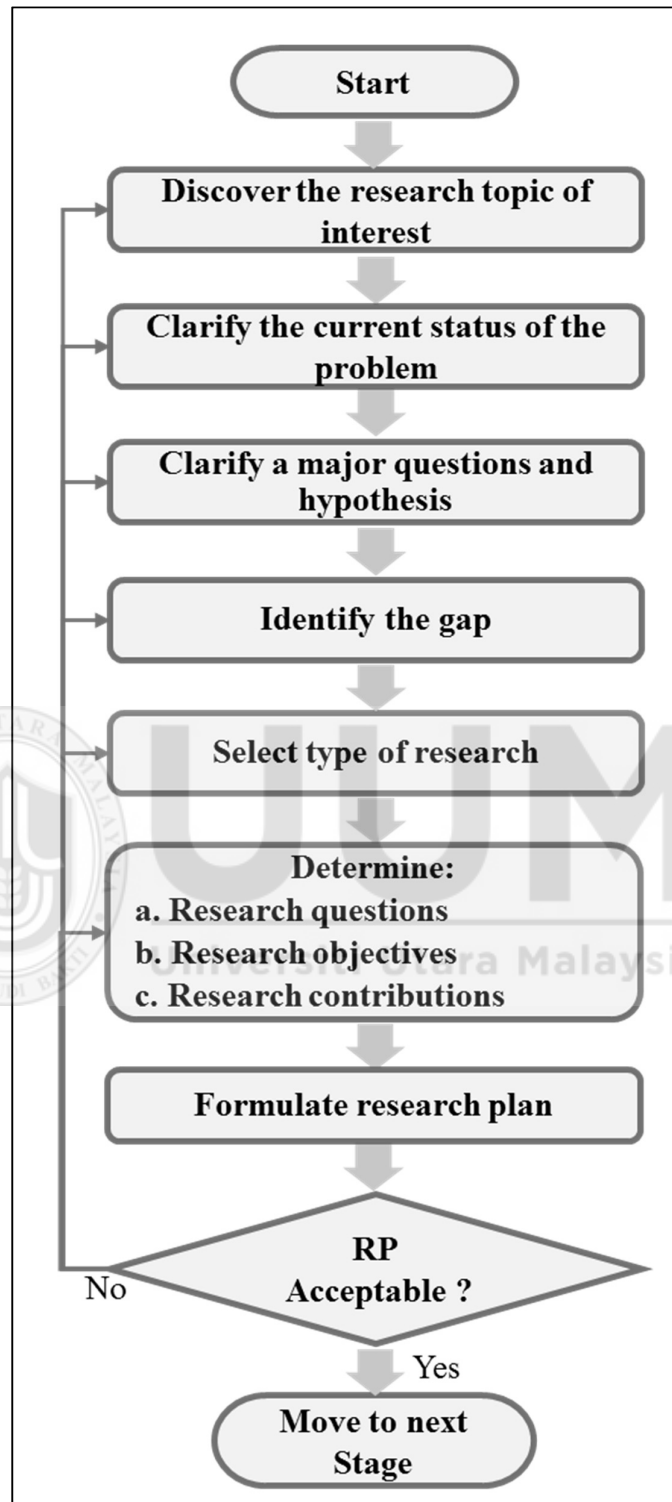 Start
Discover the research topic of
interest
Clarify the current status of the
problem
Clarify a major questions and
hypothesis
Identify the gap
Select type of research
Determine:
a. Research questions
b. Research objectives
c. Research contributions
Formulate research plan
RP
Acceptable ?
No
Yes
Move to next
Stage
UUM
Universiti Utara Malaysi